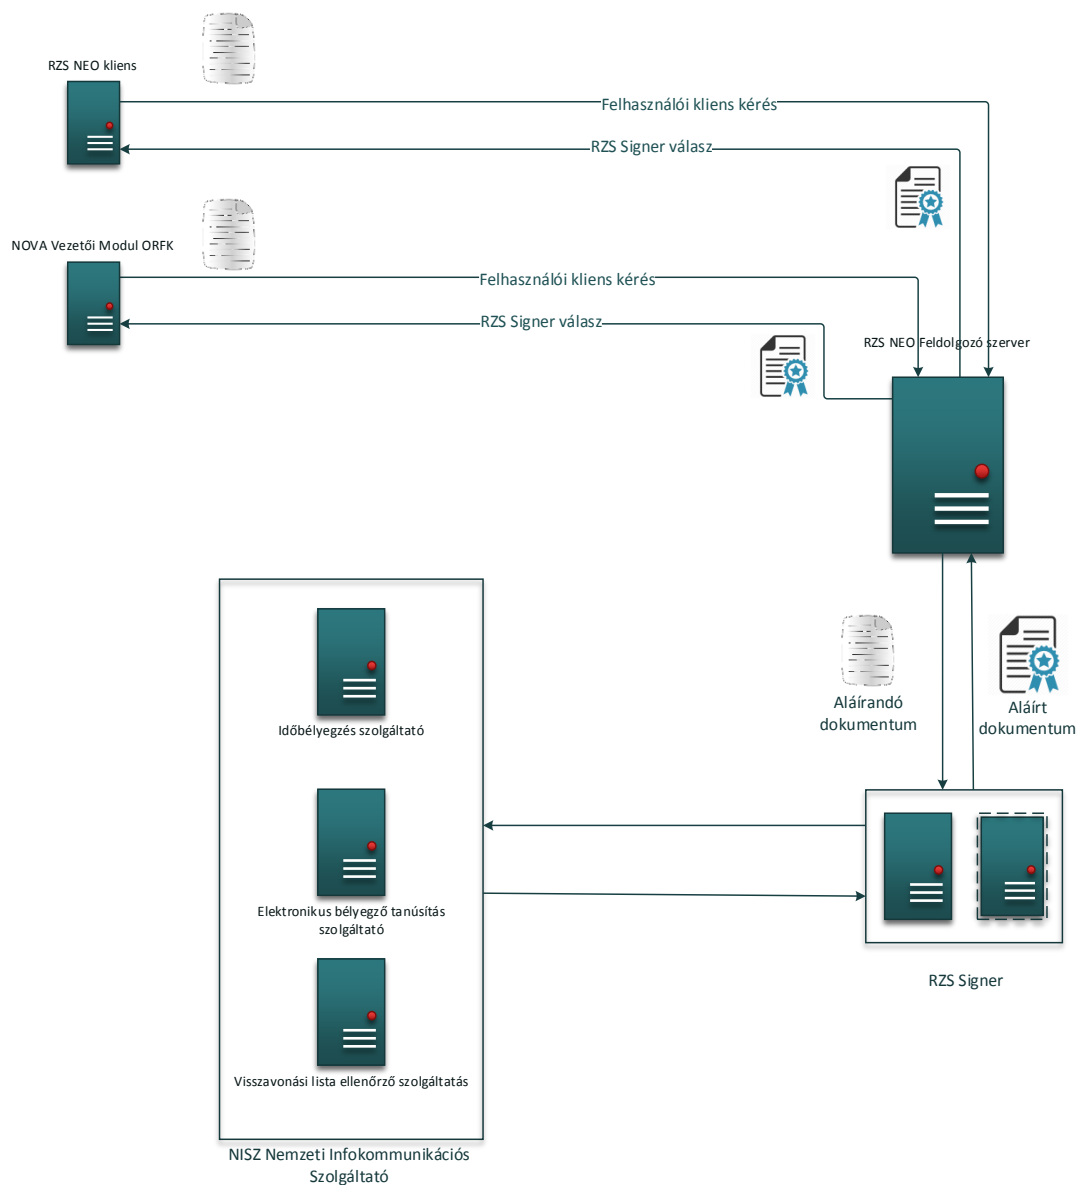 RZS NEO kliens
Felhasználói kliens kérés
RZS Signer válasz
NOVA Vezetői Modul ORFK
Felhasználói kliens kérés
RZS Signer válasz
RZS NEO Feldolgozó szerver
Időbélyegzés szolgáltató
Aláírandó
dokumentum
Aláírt
dokumentum
Elektronikus bélyegző tanúsítás
szolgáltató
RZS Signer
Visszavonási lista ellenőrző szolgáltatás
NISZ Nemzeti Infokommunikációs
Szolgáltató